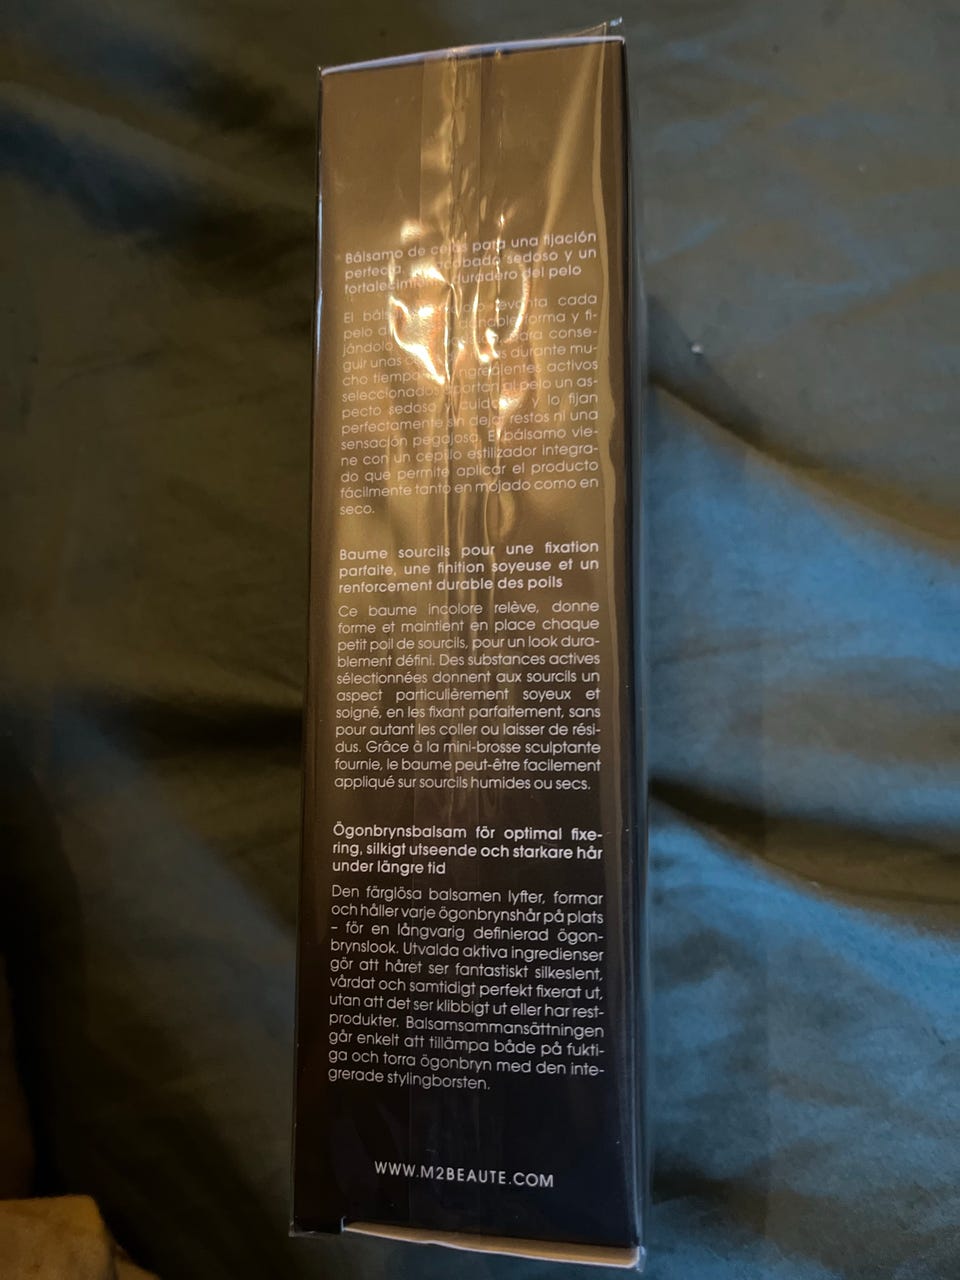 Bálsamo de cejas para una fijación
perfecta, acabado sedoso y un
fortalecimiento duradero del pelo
El cada
pelo forma y fi-
jándolo para conse-
guir unas durante mu-
cho tiempo ingredientes activos
seleccionados aportan al pelo un as-
pecto sedoso y cuidado y lo fijan
perfectamente sin dejar restos ni una
sensación pegajosa. El bálsamo vie-
ne con un cepillo estilizador integra-
do que permite aplicar el producto
fácilmente tanto en mojado como en
seco.
Baume sourcils pour une fixation
parfaite, une finition soyeuse et un
renforcement durable des poils
Ce baume incolore relève, donne
forme et maintient en place chaque
petit poil de sourcils, pour un look dura-
blement défini. Des substances actives
sélectionnées donnent aux sourcils un
aspect particulièrement soyeux et
soigné, en les fixant parfaitement, sans
pour autant les coller ou laisser de rési-
dus. Grâce à la mini-brosse sculptante
fournie, le baume peut-être facilement
appliqué sur sourcils humides ou secs.
Ögonbrynsbalsam för optimal fixe-
ring, silkigt utseende och starkare hår
under längre tid
Den färglösa balsamen lyfter, formar
och håller varje ögonbrynshår på plats
– för en långvarig definierad ögon-
brynslook. Utvalda aktiva ingredienser
gör att håret ser fantastiskt silkeslent,
vårdat och samtidigt perfekt fixerat ut,
utan att det ser klibbigt ut eller har rest-
produkter. Balsamsammansättningen
går enkelt att tillämpa både på fukti-
ga och torra ögonbryn med den inte-
grerade stylingborsten.
WWW.M2BEAUTE.COM